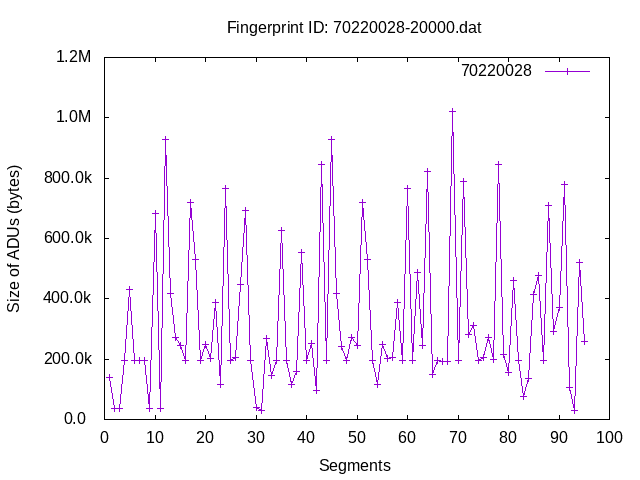 Fingerprint ID: 70220028-20000.dat
1.2M
1.0M
800.0k
600.0k
400.0k
200.0k
0.0
Size of ADUs (bytes)
70220028
0 10 20 30 40 50 60 70 80 90 100
Segments